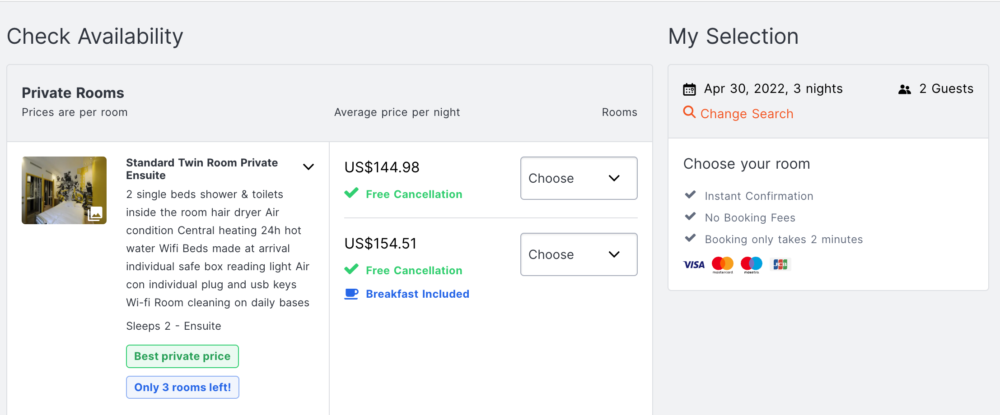 Check Availability
My Selection
Private Rooms
Prices are per room
Average price per night
Rooms
Standard Twin Room Private
Ensuite
2 single beds shower & toilets
inside the room hair dryer Air
condition Central heating 24h hot
water Wifi Beds made at arrival
individual safe box reading light Air
con individual plug and usb keys
Wi-fi Room cleaning on daily bases
Sleeps 2 - Ensuite
Best private price
Only 3 rooms left!
US$144.98
Choose
Free Cancellation
US$154.51
Choose
Free Cancellation
Breakfast Included
Apr 30, 2022, 3 nights
2 Guests
Change Search
Choose your room
Instant Confirmation
No Booking Fees
Booking only takes 2 minutes
VISA mastercard maestro JCB